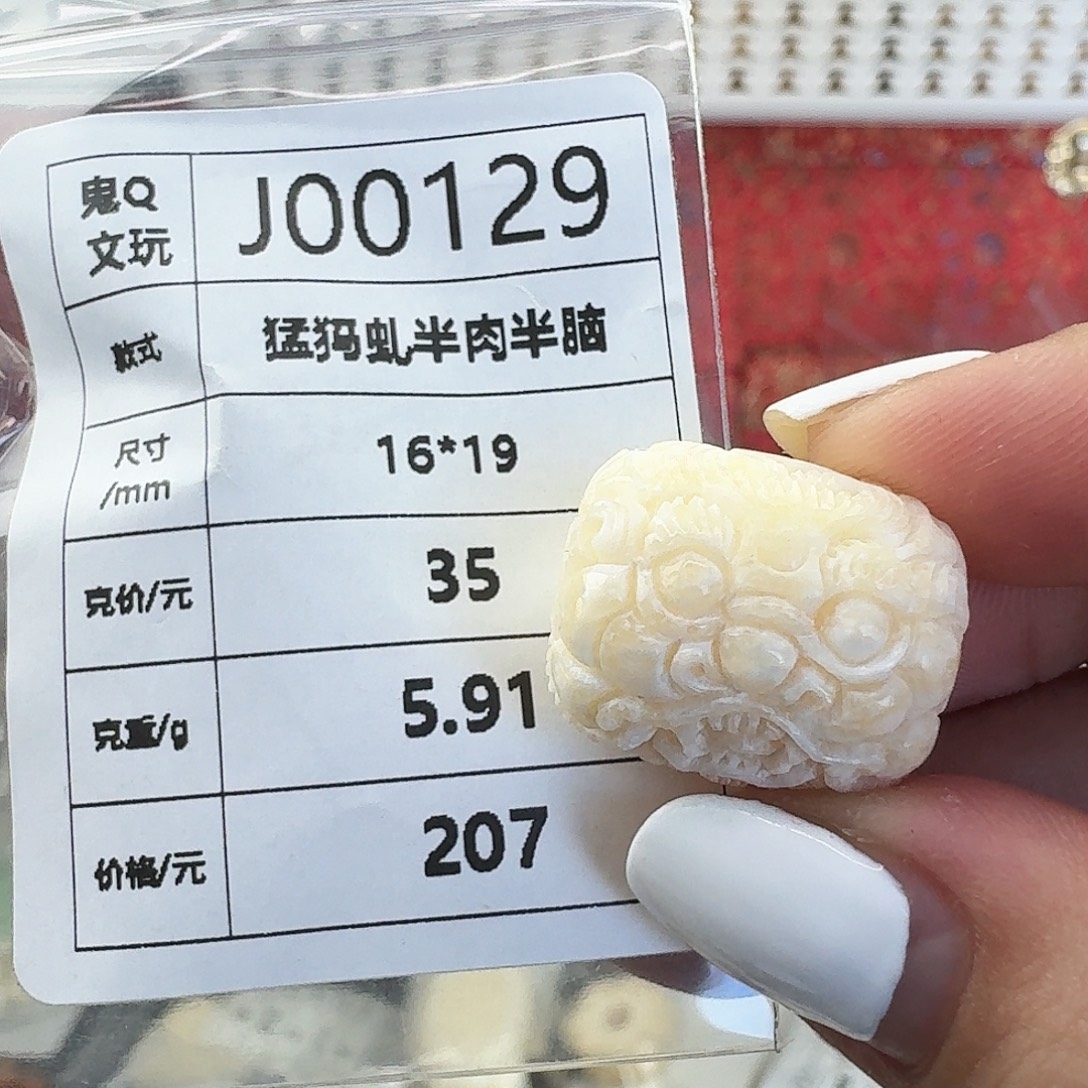 鬼Q
文玩
J00129
款式
猛犸虬半肉半脑
尺寸
/mm
16*19
克价/元
35
克重/g
5.91
价格/元
207